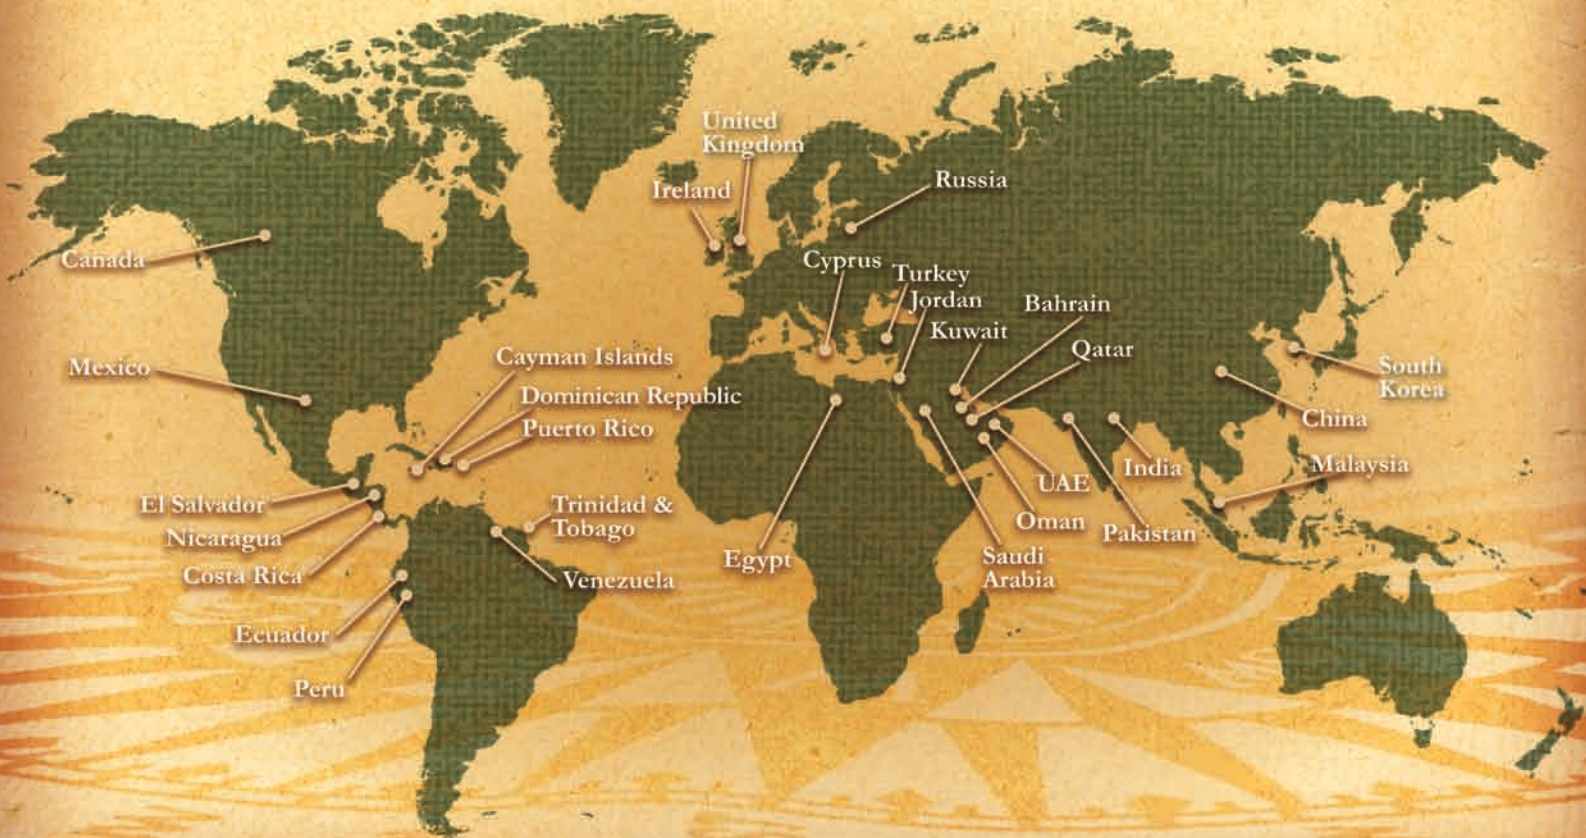 United
Kingdom
Ireland
Russia
Canada
Cyprus
Turkey
Jordan
Bahrain
Kuwait
Qatar
Mexico
Cayman Islands
South
Korea
Dominican Republic
China
Puerto Rico
India
Malaysia
UAE
El Salvador
Trinidad &
Tobago
Oman
Pakistan
Nicaragua
Egypt
Saudi
Arabia
Costa Rica
Venezuela
Ecuador
Peru